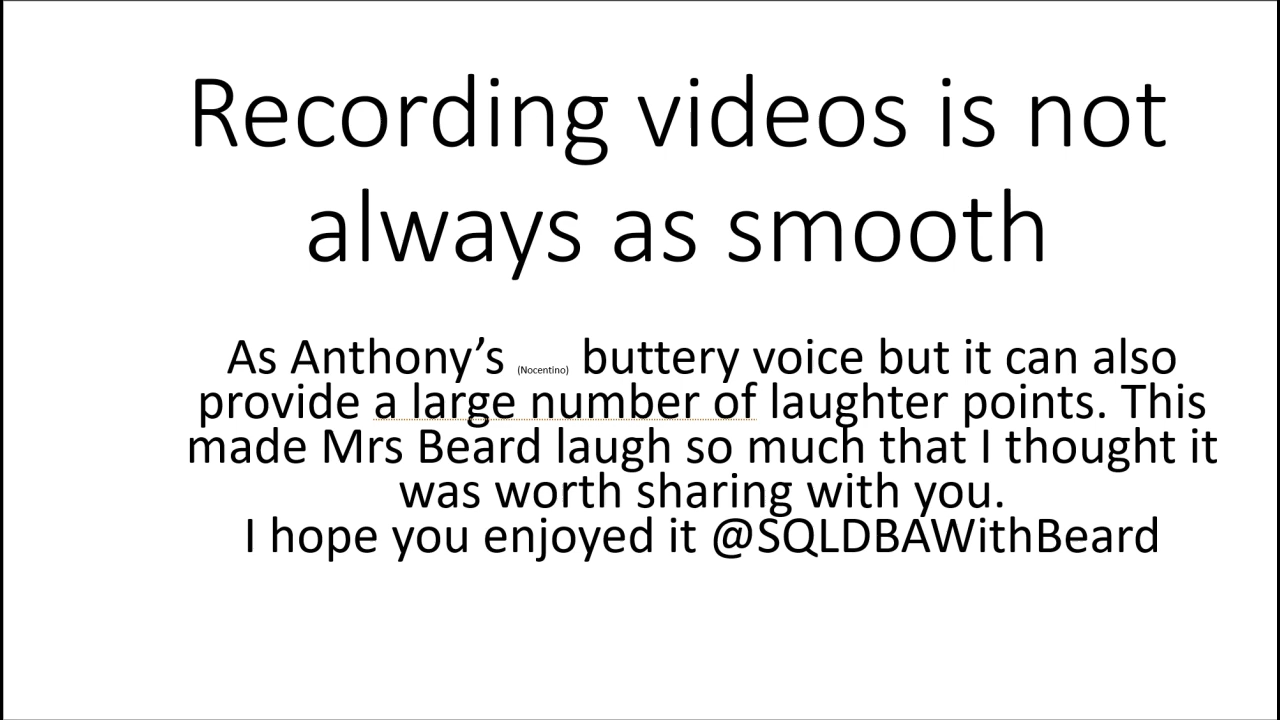 Recording videos is not
always as smooth
As Anthony’s (Nocentino) buttery voice but it can also
provide a large number of laughter points. This
made Mrs Beard laugh so much that I thought it
was worth sharing with you.
I hope you enjoyed it @SQLDBAWithBeard